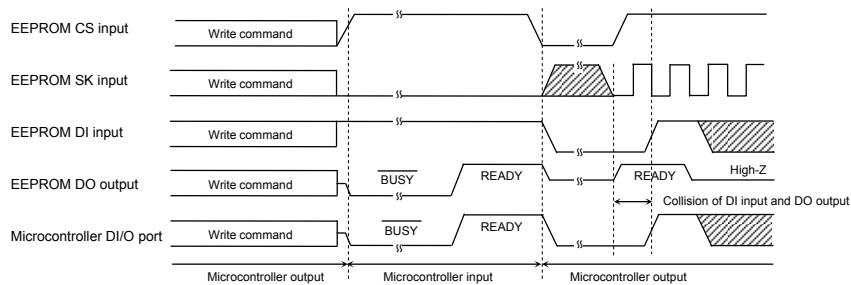 EEPROM CS input
Write command
EEPROM SK input
Write command
EEPROM DI input
Write command
EEPROM DO output
Write command
BUSY
READY
READY
High-Z
Collision of DI input and DO output
Microcontroller DI/O port
Write command
BUSY
READY
Microcontroller output
Microcontroller input
Microcontroller output